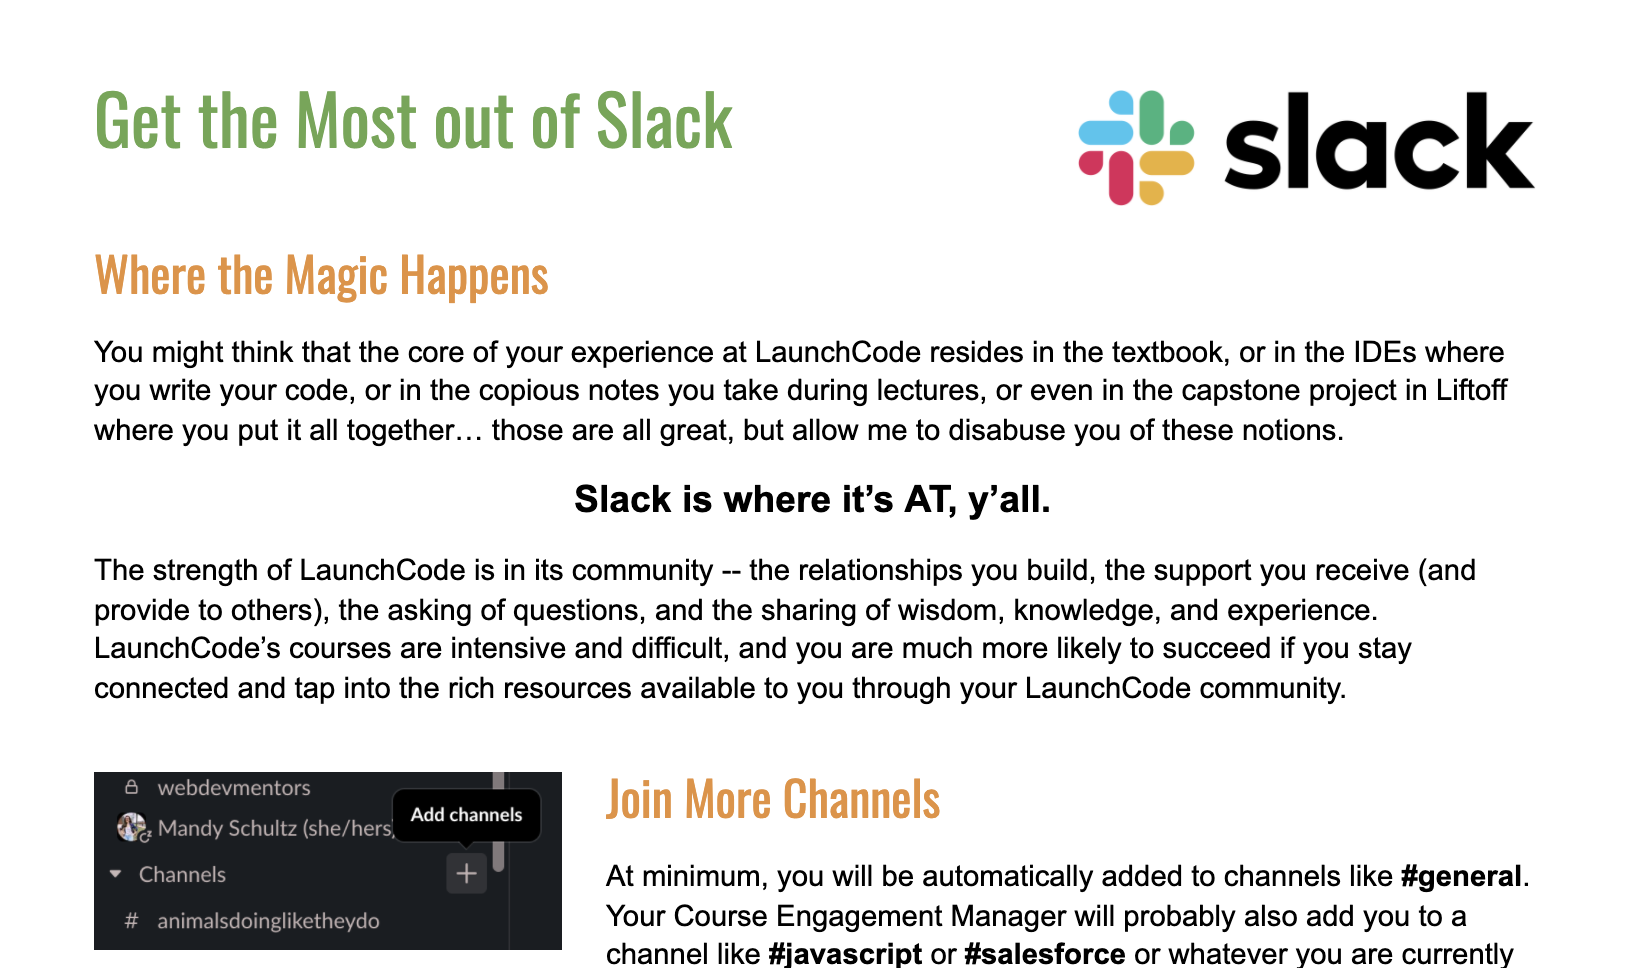 Get the Most out of Slack
slack
Where the Magic Happens
You might think that the core of your experience at LaunchCode resides in the textbook, or in the IDEs where
you write your code, or in the copious notes you take during lectures, or even in the capstone project in Liftoff
where you put it all together… those are all great, but allow me to disabuse you of these notions.
Slack is where it’s AT, y’all.
The strength of LaunchCode is in its community -- the relationships you build, the support you receive (and
provide to others), the asking of questions, and the sharing of wisdom, knowledge, and experience.
LaunchCode’s courses are intensive and difficult, and you are much more likely to succeed if you stay
connected and tap into the rich resources available to you through your LaunchCode community.
webdevmentors
Add channels
Mandy Schultz (she/hers)
Channels
+
# animalsdoingliketheydo
Join More Channels
At minimum, you will be automatically added to channels like #general.
Your Course Engagement Manager will probably also add you to a
channel like #javascript or #salesforce or whatever you are currently